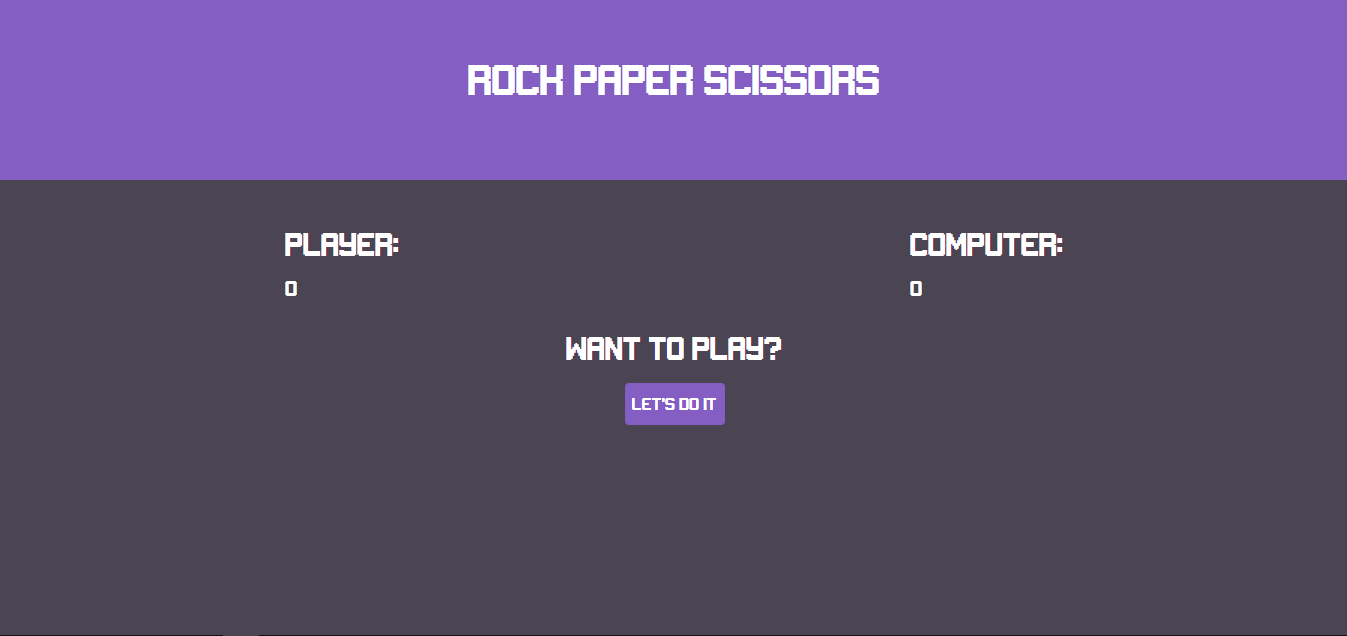 ROCK PAPER SCISSORS
PLAYER:
0
COMPUTER:
0
WANT TO PLAY?
LET'S DO IT